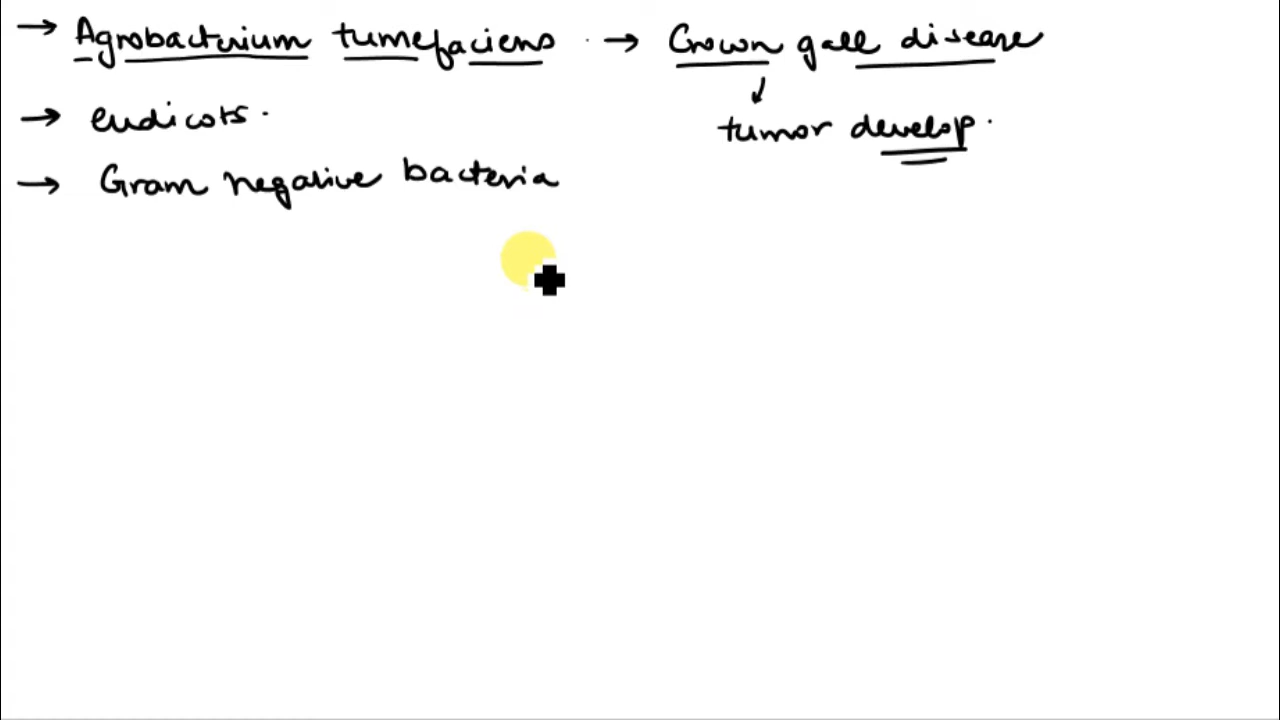 → Agrobacterium tumefaciens → Crown gall disease
tumor develop.
→ eudicots.
→ Gram negative bacteria